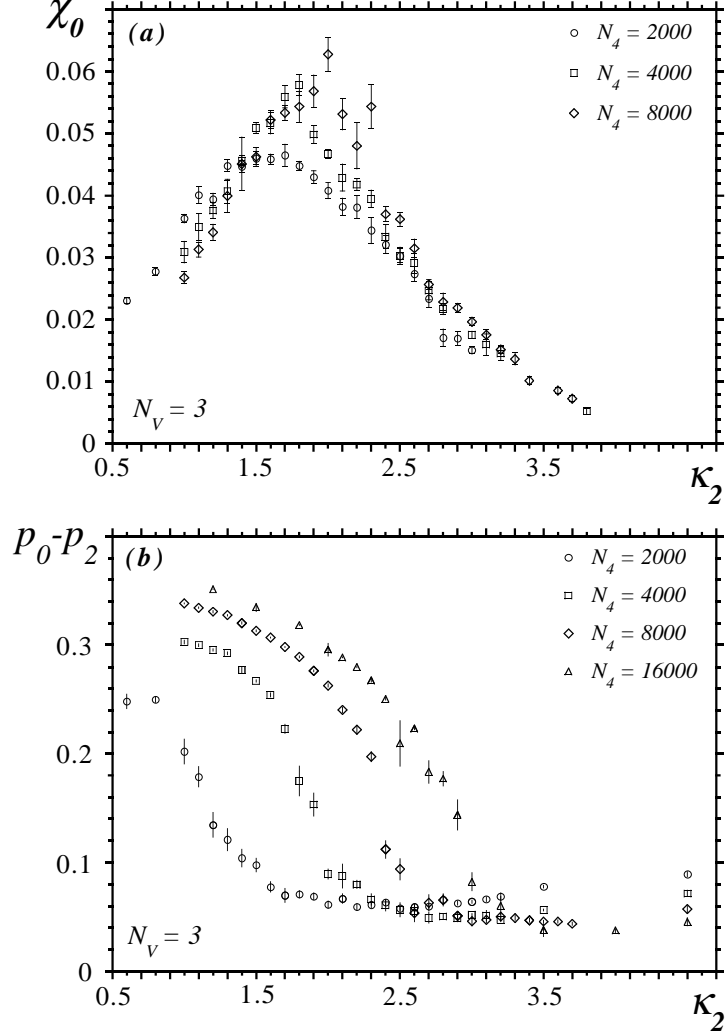 χ₀
(a)
N₄ = 2000
N₄ = 4000
N₄ = 8000
0.06
0.05
0.04
0.03
0.02
0.01
0
N_V = 3
0.5 1.5 2.5 3.5
κ₂
p₀-p₂
(b)
N₄ = 2000
N₄ = 4000
N₄ = 8000
N₄ = 16000
0.3
0.2
0.1
0
N_V = 3
0.5 1.5 2.5 3.5
κ₂